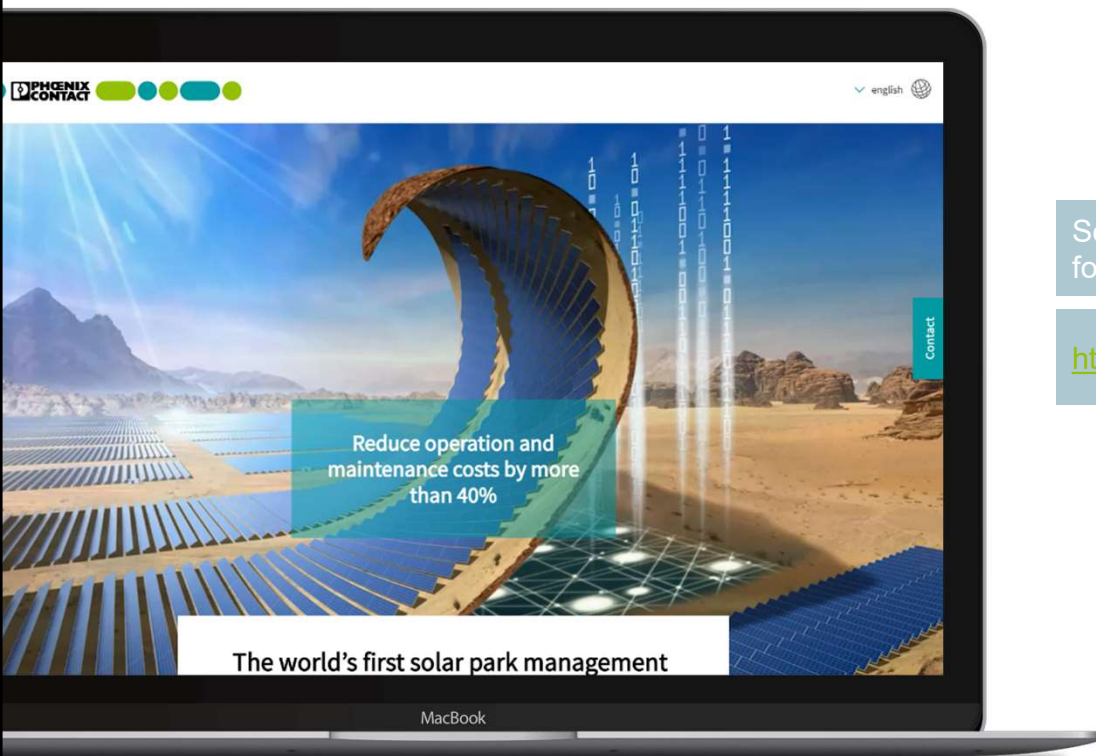 PHŒNIX
CONTACT
english
Contact
Reduce operation and
maintenance costs by more
than 40%
The world's first solar park management
MacBook